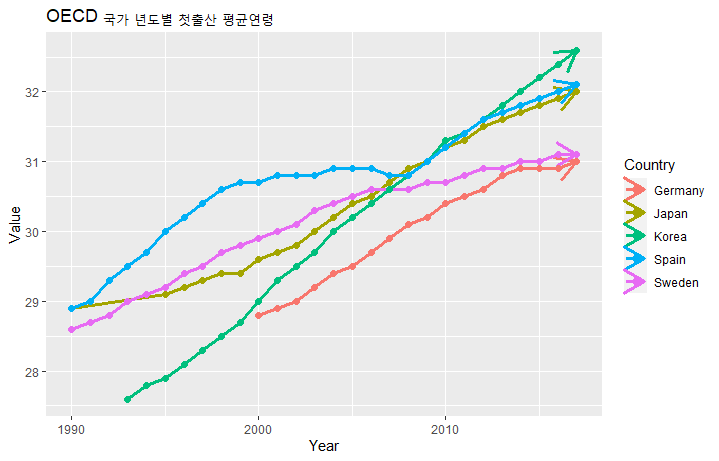 OECD 국가 년도별 첫출산 평균연령
Value
32
31
30
29
28
1990
2000
2010
Year
Country
Germany
Japan
Korea
Spain
Sweden